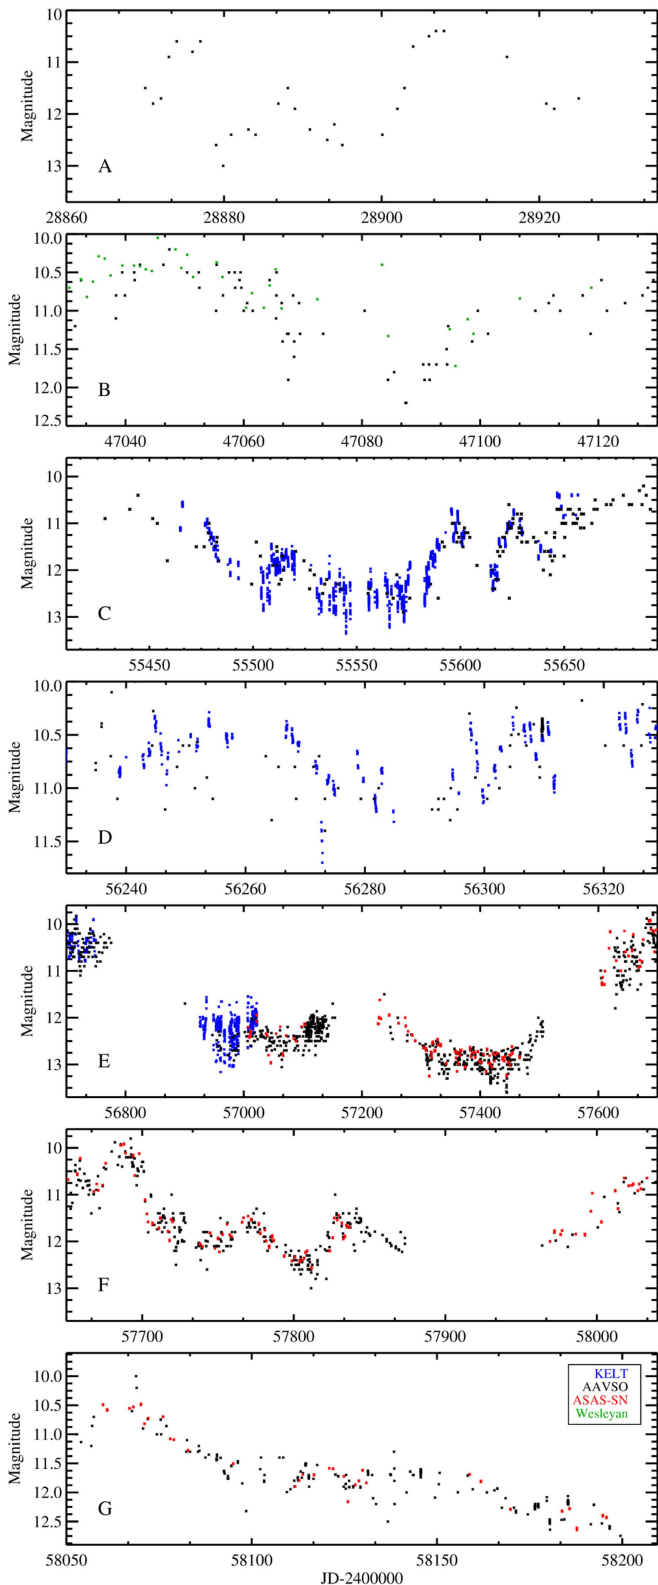 10
11
12
13
Magnitude
A
28860 28880 28900 28920
10.0
10.5
11.0
11.5
12.0
12.5
Magnitude
B
47040 47060 47080 47100 47120
10
11
12
13
Magnitude
C
55450 55500 55550 55600 55650
10.0
10.5
11.0
11.5
Magnitude
D
56240 56260 56280 56300 56320
10
11
12
13
Magnitude
E
56800 57000 57200 57400 57600
10
11
12
13
Magnitude
F
57700 57800 57900 58000
10.0
10.5
11.0
11.5
12.0
12.5
Magnitude
G
KELT
AAVSO
ASAS-SN
Wesleyan
58050 58100 58150 58200
JD-2400000